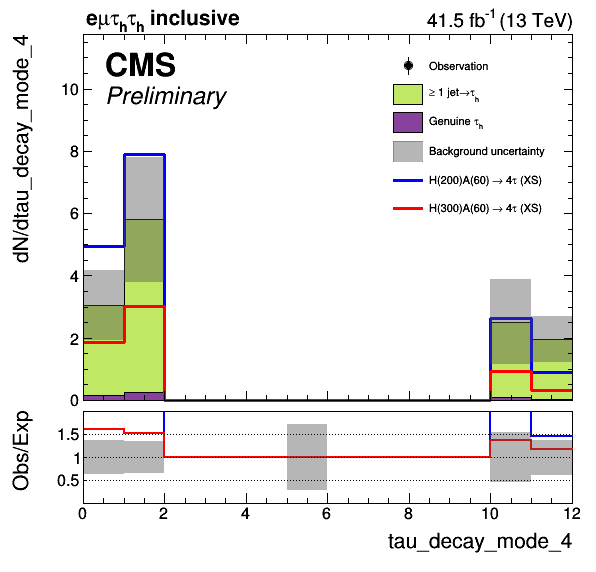 eμτₕτₕ inclusive
41.5 fb⁻¹ (13 TeV)
CMS
Preliminary
Observation
≥ 1 jet→τₕ
Genuine τₕ
Background uncertainty
H(200)A(60) → 4τ (XS)
H(300)A(60) → 4τ (XS)
dN/dtau_decay_mode_4
10
8
6
4
2
0
Obs/Exp
1.5
1
0.5
0 2 4 6 8 10 12
tau_decay_mode_4